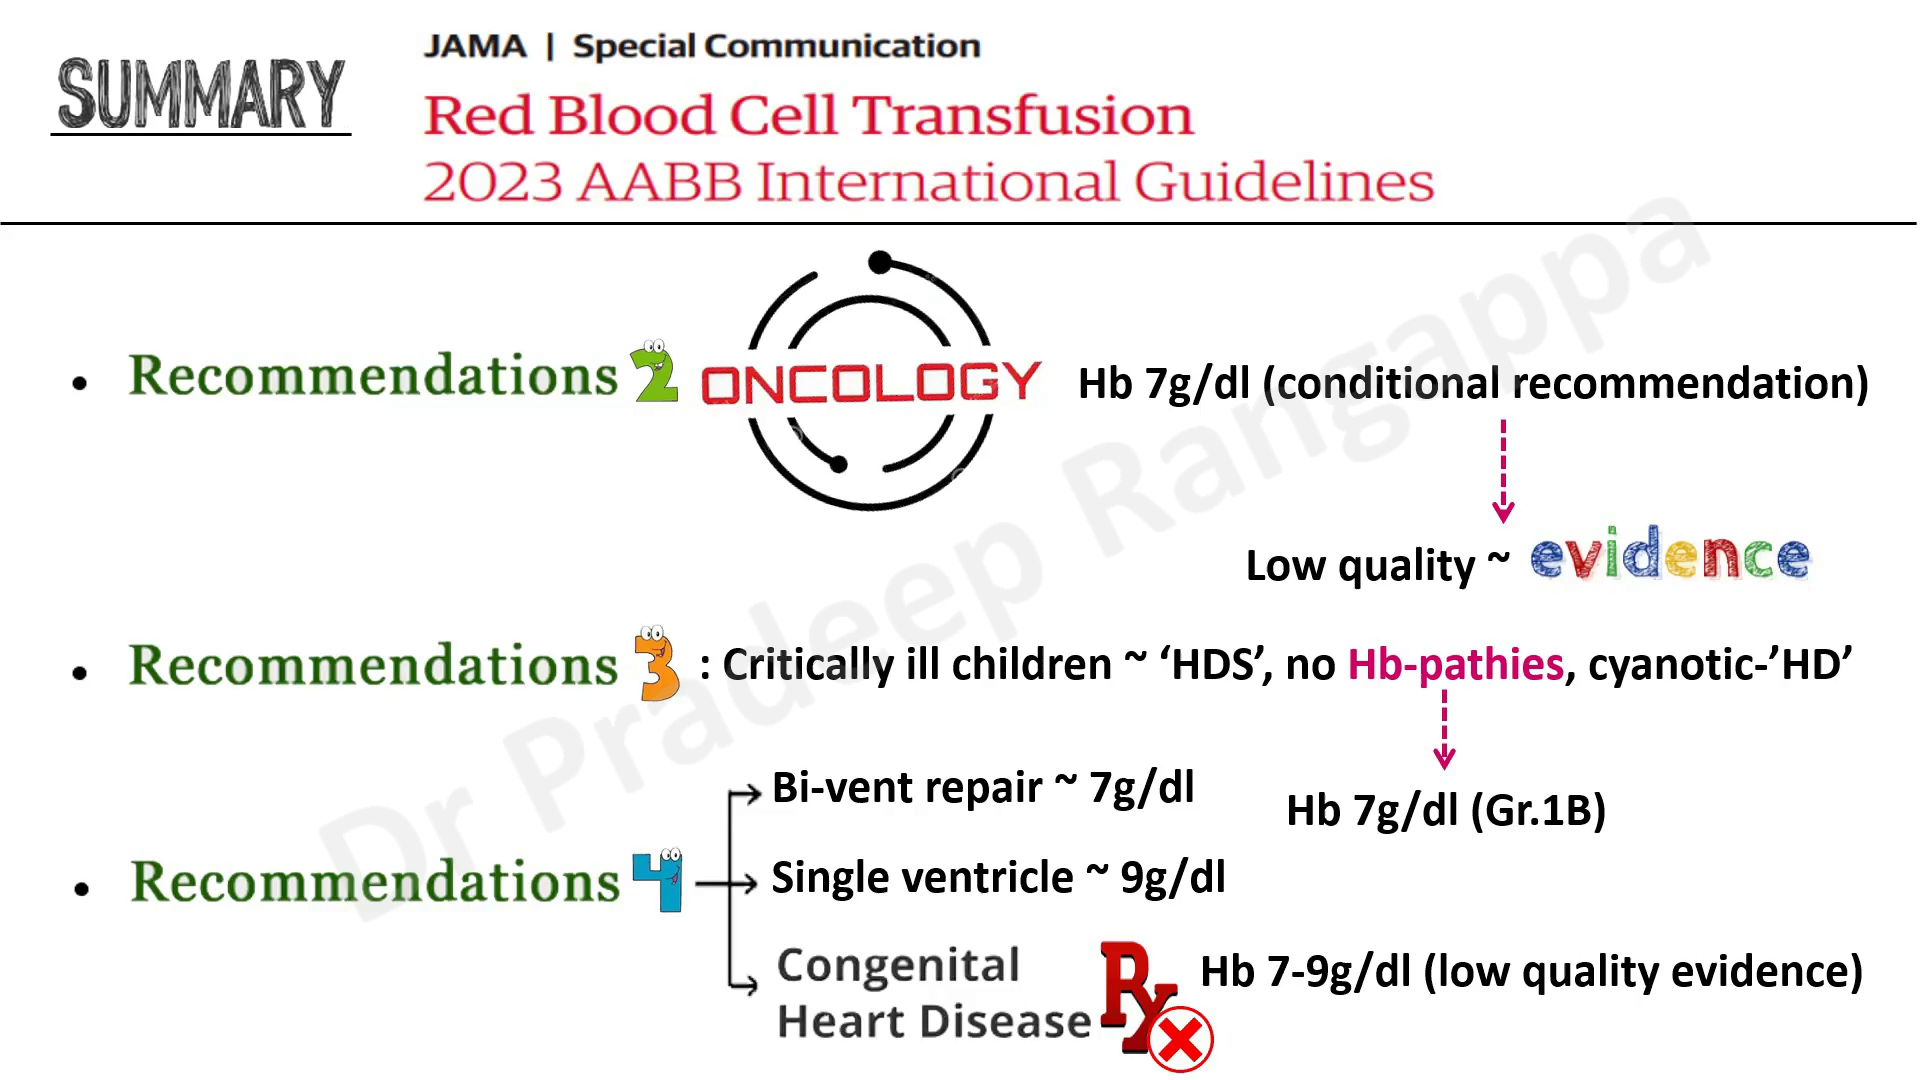 SUMMARY
JAMA | Special Communication
Red Blood Cell Transfusion
2023 AABB International Guidelines
• Recommendations 2 ONCOLOGY Hb 7g/dl (conditional recommendation)
Low quality ~ evidence
• Recommendations 3 : Critically ill children ~ ‘HDS’, no Hb-pathies, cyanotic-’HD’
Hb 7g/dl (Gr.1B)
• Recommendations 4
Bi-vent repair ~ 7g/dl
Single ventricle ~ 9g/dl
Congenital
Heart Disease
Rx
Hb 7-9g/dl (low quality evidence)
Dr Pradeep Rangappa